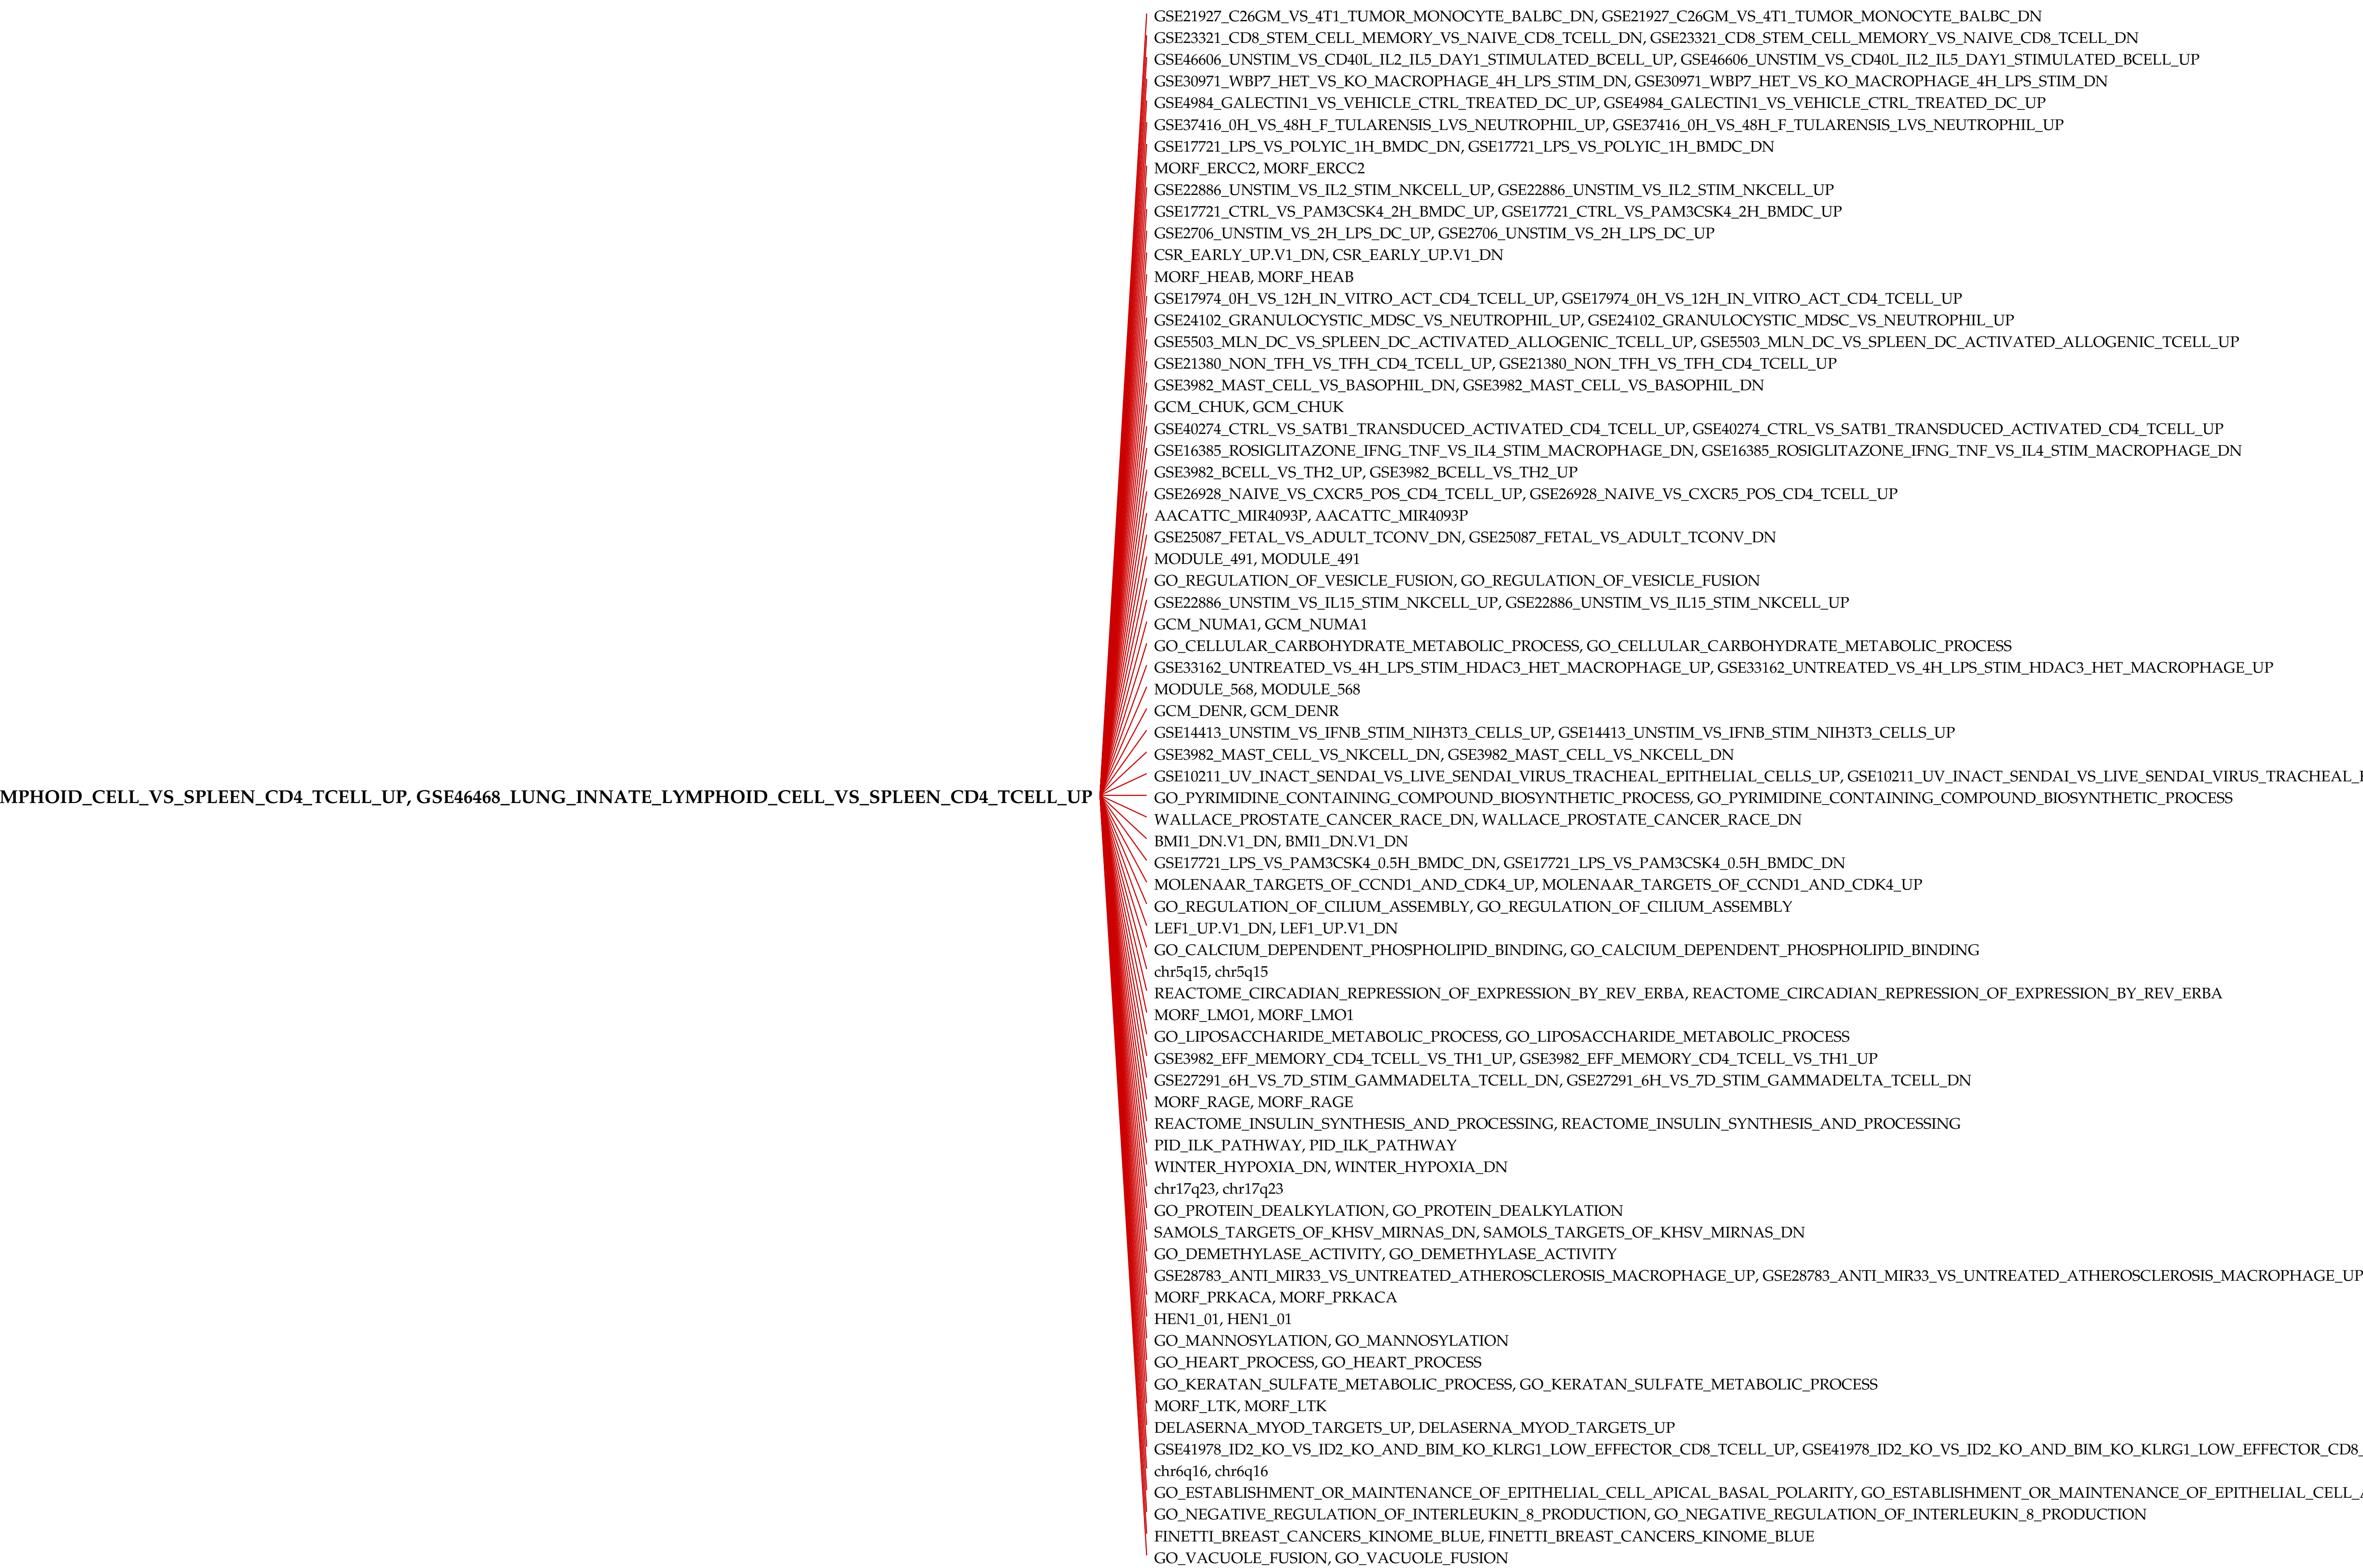 GSE21927_C26GM_VS_4T1_TUMOR_MONOCYTE_BALBC_DN, GSE21927_C26GM_VS_4T1_TUMOR_MONOCYTE_BALBC_DN
GSE23321_CD8_STEM_CELL_MEMORY_VS_NAIVE_CD8_TCELL_DN, GSE23321_CD8_STEM_CELL_MEMORY_VS_NAIVE_CD8_TCELL_DN
GSE46606_UNSTIM_VS_CD40L_IL2_IL5_DAY1_STIMULATED_BCELL_UP, GSE46606_UNSTIM_VS_CD40L_IL2_IL5_DAY1_STIMULATED_BCELL_UP
GSE30971_WBP7_HET_VS_KO_MACROPHAGE_4H_LPS_STIM_DN, GSE30971_WBP7_HET_VS_KO_MACROPHAGE_4H_LPS_STIM_DN
GSE4984_GALECTIN1_VS_VEHICLE_CTRL_TREATED_DC_UP, GSE4984_GALECTIN1_VS_VEHICLE_CTRL_TREATED_DC_UP
GSE37416_0H_VS_48H_F_TULARENSIS_LVS_NEUTROPHIL_UP, GSE37416_0H_VS_48H_F_TULARENSIS_LVS_NEUTROPHIL_UP
GSE17721_LPS_VS_POLYIC_1H_BMDC_DN, GSE17721_LPS_VS_POLYIC_1H_BMDC_DN
MORF_ERCC2, MORF_ERCC2
GSE22886_UNSTIM_VS_IL2_STIM_NKCELL_UP, GSE22886_UNSTIM_VS_IL2_STIM_NKCELL_UP
GSE17721_CTRL_VS_PAM3CSK4_2H_BMDC_UP, GSE17721_CTRL_VS_PAM3CSK4_2H_BMDC_UP
GSE2706_UNSTIM_VS_2H_LPS_DC_UP, GSE2706_UNSTIM_VS_2H_LPS_DC_UP
CSR_EARLY_UP.V1_DN, CSR_EARLY_UP.V1_DN
MORF_HEAB, MORF_HEAB
GSE17974_0H_VS_12H_IN_VITRO_ACT_CD4_TCELL_UP, GSE17974_0H_VS_12H_IN_VITRO_ACT_CD4_TCELL_UP
GSE24102_GRANULOCYSTIC_MDSC_VS_NEUTROPHIL_UP, GSE24102_GRANULOCYSTIC_MDSC_VS_NEUTROPHIL_UP
GSE5503_MLN_DC_VS_SPLEEN_DC_ACTIVATED_ALLOGENIC_TCELL_UP, GSE5503_MLN_DC_VS_SPLEEN_DC_ACTIVATED_ALLOGENIC_TCELL_UP
GSE21380_NON_TFH_VS_TFH_CD4_TCELL_UP, GSE21380_NON_TFH_VS_TFH_CD4_TCELL_UP
GSE3982_MAST_CELL_VS_BASOPHIL_DN, GSE3982_MAST_CELL_VS_BASOPHIL_DN
GCM_CHUK, GCM_CHUK
GSE40274_CTRL_VS_SATB1_TRANSDUCED_ACTIVATED_CD4_TCELL_UP, GSE40274_CTRL_VS_SATB1_TRANSDUCED_ACTIVATED_CD4_TCELL_UP
GSE16385_ROSIGLITAZONE_IFNG_TNF_VS_IL4_STIM_MACROPHAGE_DN, GSE16385_ROSIGLITAZONE_IFNG_TNF_VS_IL4_STIM_MACROPHAGE_DN
GSE3982_BCELL_VS_TH2_UP, GSE3982_BCELL_VS_TH2_UP
GSE26928_NAIVE_VS_CXCR5_POS_CD4_TCELL_UP, GSE26928_NAIVE_VS_CXCR5_POS_CD4_TCELL_UP
AACATTC_MIR4093P, AACATTC_MIR4093P
GSE25087_FETAL_VS_ADULT_TCONV_DN, GSE25087_FETAL_VS_ADULT_TCONV_DN
MODULE_491, MODULE_491
GO_REGULATION_OF_VESICLE_FUSION, GO_REGULATION_OF_VESICLE_FUSION
GSE22886_UNSTIM_VS_IL15_STIM_NKCELL_UP, GSE22886_UNSTIM_VS_IL15_STIM_NKCELL_UP
GCM_NUMA1, GCM_NUMA1
GO_CELLULAR_CARBOHYDRATE_METABOLIC_PROCESS, GO_CELLULAR_CARBOHYDRATE_METABOLIC_PROCESS
GSE33162_UNTREATED_VS_4H_LPS_STIM_HDAC3_HET_MACROPHAGE_UP, GSE33162_UNTREATED_VS_4H_LPS_STIM_HDAC3_HET_MACROPHAGE_UP
MODULE_568, MODULE_568
GCM_DENR, GCM_DENR
GSE14413_UNSTIM_VS_IFNB_STIM_NIH3T3_CELLS_UP, GSE14413_UNSTIM_VS_IFNB_STIM_NIH3T3_CELLS_UP
GSE3982_MAST_CELL_VS_NKCELL_DN, GSE3982_MAST_CELL_VS_NKCELL_DN
GSE10211_UV_INACT_SENDAI_VS_LIVE_SENDAI_VIRUS_TRACHEAL_EPITHELIAL_CELLS_UP, GSE10211_UV_INACT_SENDAI_VS_LIVE_SENDAI_VIRUS_TRACHEAL_
MPHOID_CELL_VS_SPLEEN_CD4_TCELL_UP, GSE46468_LUNG_INNATE_LYMPHOID_CELL_VS_SPLEEN_CD4_TCELL_UP
GO_PYRIMIDINE_CONTAINING_COMPOUND_BIOSYNTHETIC_PROCESS, GO_PYRIMIDINE_CONTAINING_COMPOUND_BIOSYNTHETIC_PROCESS
WALLACE_PROSTATE_CANCER_RACE_DN, WALLACE_PROSTATE_CANCER_RACE_DN
BMI1_DN.V1_DN, BMI1_DN.V1_DN
GSE17721_LPS_VS_PAM3CSK4_0.5H_BMDC_DN, GSE17721_LPS_VS_PAM3CSK4_0.5H_BMDC_DN
MOLENAAR_TARGETS_OF_CCND1_AND_CDK4_UP, MOLENAAR_TARGETS_OF_CCND1_AND_CDK4_UP
GO_REGULATION_OF_CILIUM_ASSEMBLY, GO_REGULATION_OF_CILIUM_ASSEMBLY
LEF1_UP.V1_DN, LEF1_UP.V1_DN
GO_CALCIUM_DEPENDENT_PHOSPHOLIPID_BINDING, GO_CALCIUM_DEPENDENT_PHOSPHOLIPID_BINDING
chr5q15, chr5q15
REACTOME_CIRCADIAN_REPRESSION_OF_EXPRESSION_BY_REV_ERBA, REACTOME_CIRCADIAN_REPRESSION_OF_EXPRESSION_BY_REV_ERBA
MORF_LMO1, MORF_LMO1
GO_LIPOSACCHARIDE_METABOLIC_PROCESS, GO_LIPOSACCHARIDE_METABOLIC_PROCESS
GSE3982_EFF_MEMORY_CD4_TCELL_VS_TH1_UP, GSE3982_EFF_MEMORY_CD4_TCELL_VS_TH1_UP
GSE27291_6H_VS_7D_STIM_GAMMADELTA_TCELL_DN, GSE27291_6H_VS_7D_STIM_GAMMADELTA_TCELL_DN
MORF_RAGE, MORF_RAGE
REACTOME_INSULIN_SYNTHESIS_AND_PROCESSING, REACTOME_INSULIN_SYNTHESIS_AND_PROCESSING
PID_ILK_PATHWAY, PID_ILK_PATHWAY
WINTER_HYPOXIA_DN, WINTER_HYPOXIA_DN
chr17q23, chr17q23
GO_PROTEIN_DEALKYLATION, GO_PROTEIN_DEALKYLATION
SAMOLS_TARGETS_OF_KHSV_MIRNAS_DN, SAMOLS_TARGETS_OF_KHSV_MIRNAS_DN
GO_DEMETHYLASE_ACTIVITY, GO_DEMETHYLASE_ACTIVITY
GSE28783_ANTI_MIR33_VS_UNTREATED_ATHEROSCLEROSIS_MACROPHAGE_UP, GSE28783_ANTI_MIR33_VS_UNTREATED_ATHEROSCLEROSIS_MACROPHAGE_UP
MORF_PRKACA, MORF_PRKACA
HEN1_01, HEN1_01
GO_MANNOSYLATION, GO_MANNOSYLATION
GO_HEART_PROCESS, GO_HEART_PROCESS
GO_KERATAN_SULFATE_METABOLIC_PROCESS, GO_KERATAN_SULFATE_METABOLIC_PROCESS
MORF_LTK, MORF_LTK
DELASERNA_MYOD_TARGETS_UP, DELASERNA_MYOD_TARGETS_UP
GSE41978_ID2_KO_VS_ID2_KO_AND_BIM_KO_KLRG1_LOW_EFFECTOR_CD8_TCELL_UP, GSE41978_ID2_KO_VS_ID2_KO_AND_BIM_KO_KLRG1_LOW_EFFECTOR_CD8_
chr6q16, chr6q16
GO_ESTABLISHMENT_OR_MAINTENANCE_OF_EPITHELIAL_CELL_APICAL_BASAL_POLARITY, GO_ESTABLISHMENT_OR_MAINTENANCE_OF_EPITHELIAL_CELL_
GO_NEGATIVE_REGULATION_OF_INTERLEUKIN_8_PRODUCTION, GO_NEGATIVE_REGULATION_OF_INTERLEUKIN_8_PRODUCTION
FINETTI_BREAST_CANCERS_KINOME_BLUE, FINETTI_BREAST_CANCERS_KINOME_BLUE
GO_VACUOLE_FUSION, GO_VACUOLE_FUSION